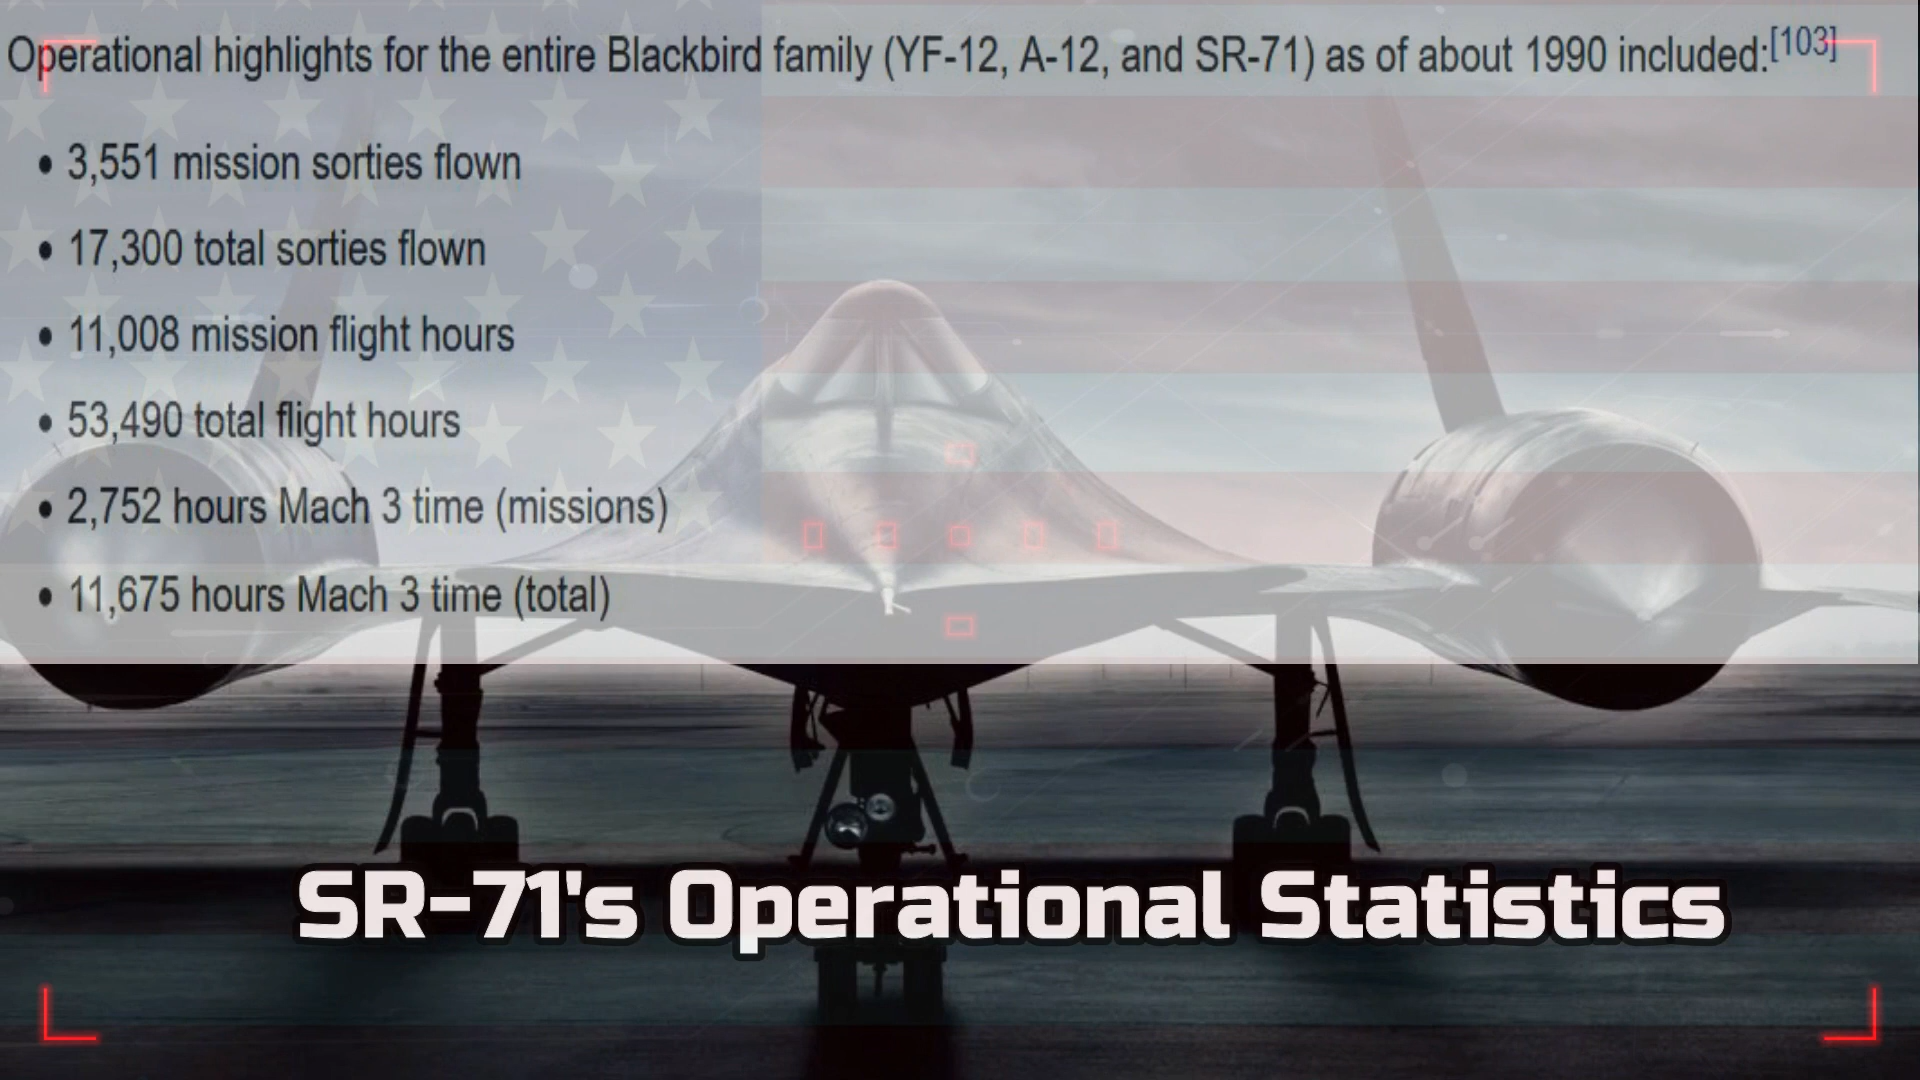 Operational highlights for the entire Blackbird family (YF-12, A-12, and SR-71) as of about 1990 included:[103]
• 3,551 mission sorties flown
• 17,300 total sorties flown
• 11,008 mission flight hours
• 53,490 total flight hours
• 2,752 hours Mach 3 time (missions)
• 11,675 hours Mach 3 time (total)
SR-71's Operational Statistics